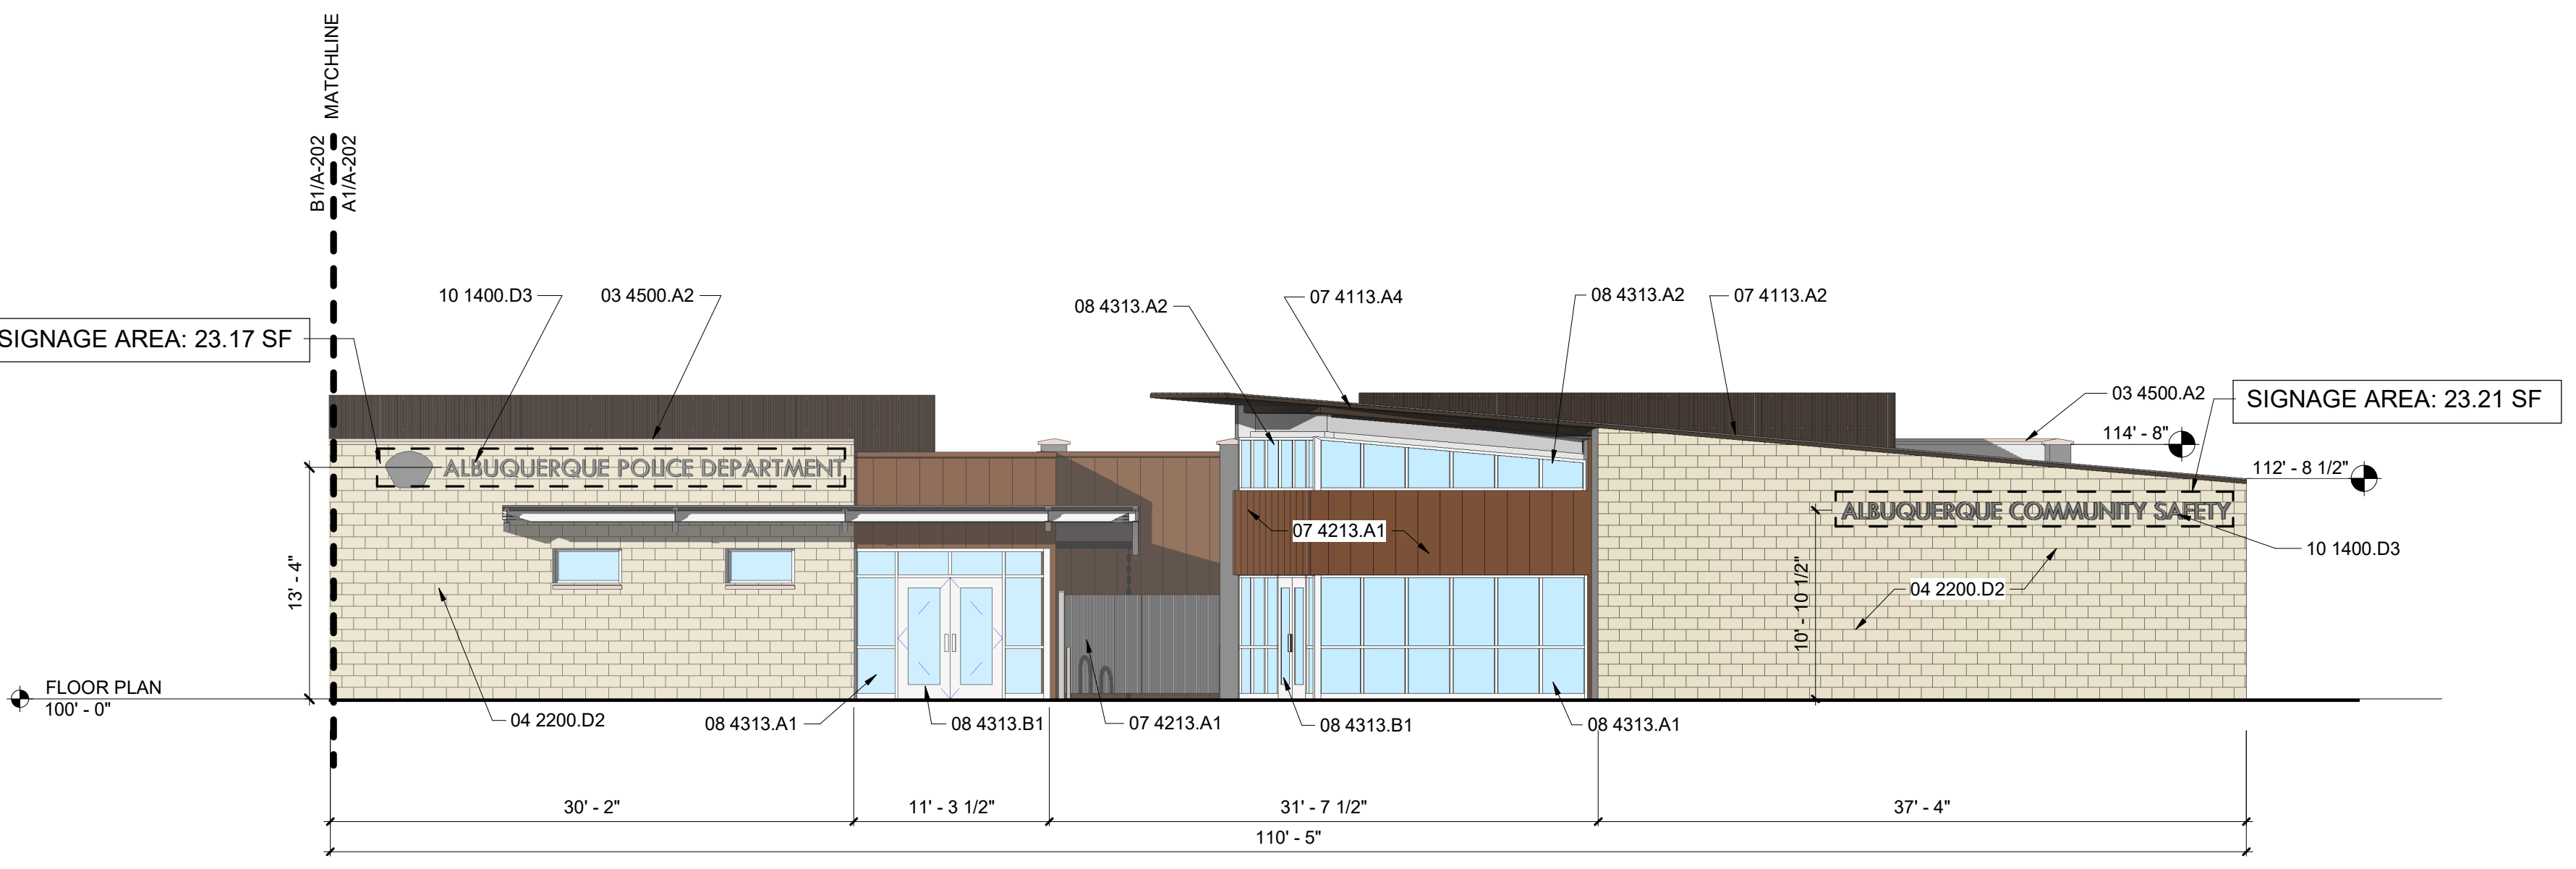 MATCHLINE
B1/A-202
A1/A-202
10 1400.D3
03 4500.A2
08 4313.A2
07 4113.A4
08 4313.A2
07 4113.A2
SIGNAGE AREA: 23.17 SF
03 4500.A2
SIGNAGE AREA: 23.21 SF
114' - 8"
112' - 8 1/2"
ALBUQUERQUE POLICE DEPARTMENT
ALBUQUERQUE COMMUNITY SAFETY
07 4213.A1
10 1400.D3
13' - 4"
10' - 10 1/2"
04 2200.D2
FLOOR PLAN
100' - 0"
04 2200.D2
08 4313.A1
08 4313.B1
07 4213.A1
08 4313.B1
08 4313.A1
30' - 2"
11' - 3 1/2"
31' - 7 1/2"
37' - 4"
110' - 5"